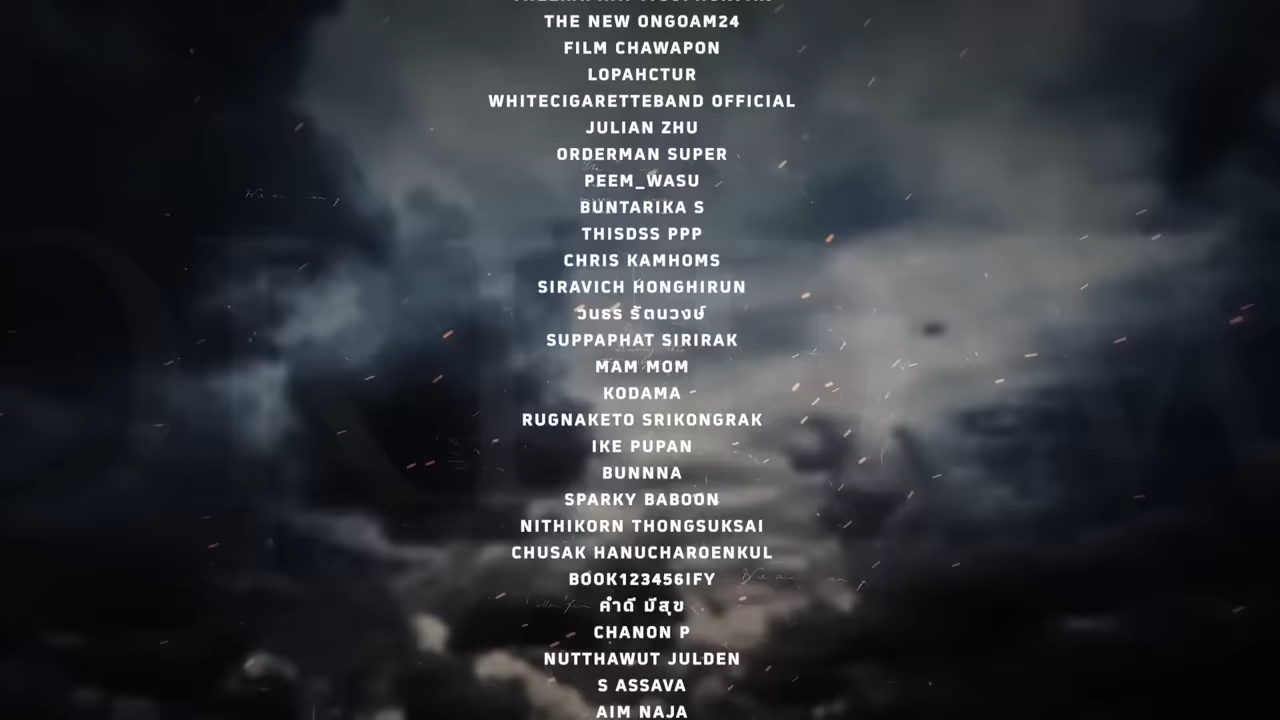 THE NEW ONGOAM24
FILM CHAWAPON
LOPAHCTUR
WHITECIGARETTEBAND OFFICIAL
JULIAN ZHU
ORDERMAN SUPER
PEEM_WASU
BUNTARIKA S
THISDSS PPP
CHRIS KAMHOMS
SIRAVICH HONGHIRUN
วนธร รัตนวงษ์
SUPPAPHAT SIRIRAK
MAM MOM
KODAMA
RUGNAKETO SRIKONGRAK
IKE PUPAN
BUNNNA
SPARKY BABOON
NITHIKORN THONGSUKSAI
CHUSAK HANUCHAROENKUL
BOOK123456IFY
คำดี มีสุข
CHANON P
NUTTHAWUT JULDEN
S ASSAVA
AIM NAJA